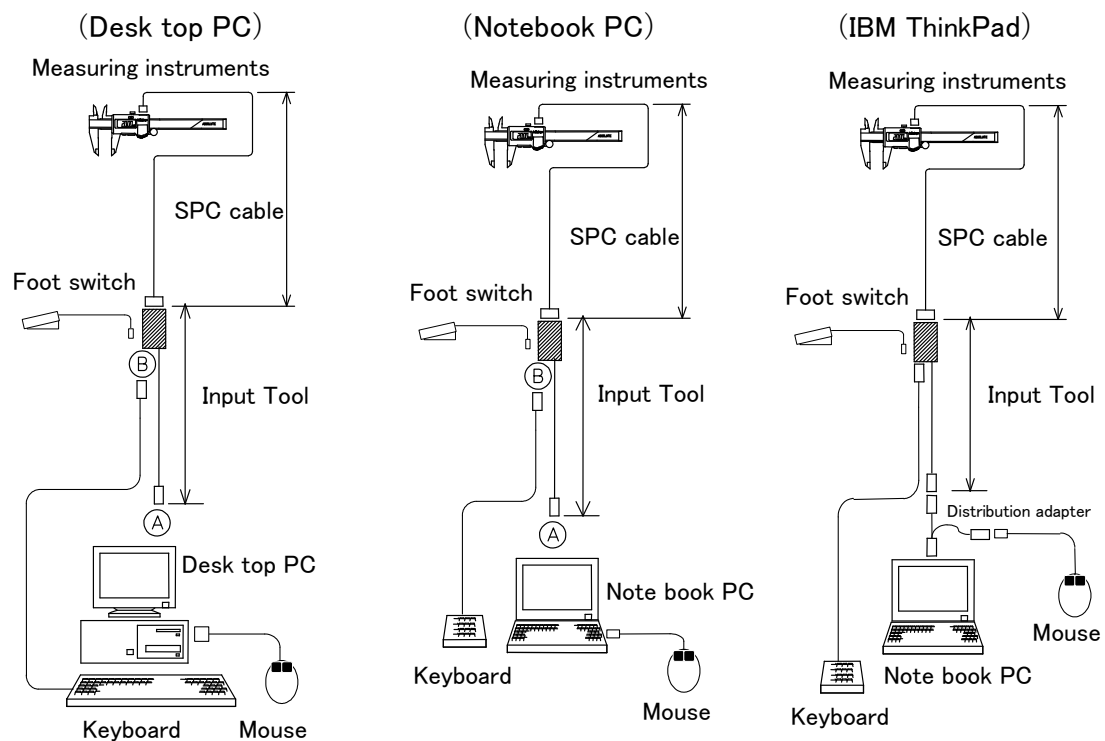 (Desk top PC)
Measuring instruments
SPC cable
Foot switch
B
Input Tool
A
Desk top PC
Keyboard
Mouse
(Notebook PC)
Measuring instruments
SPC cable
Foot switch
B
Input Tool
A
Note book PC
Keyboard
Mouse
(IBM ThinkPad)
Measuring instruments
SPC cable
Foot switch
Input Tool
Distribution adapter
Mouse
Note book PC
Keyboard